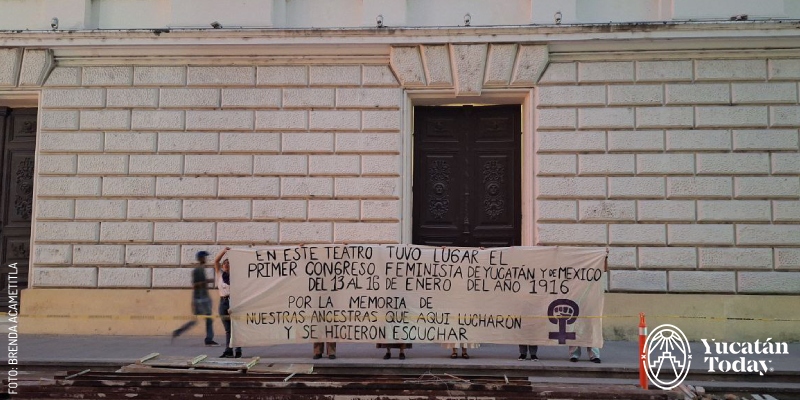 EN ESTE TEATRO TUVO LUGAR EL
PRIMER CONGRESO FEMINISTA DE YUCATÁN Y DE MEXICO
DEL 13 AL 16 DE ENERO DEL AÑO 1916
POR LA MEMORIA DE
NUESTRAS ANCESTRAS QUE AQUI LUCHARON
Y SE HICIERON ESCUCHAR
FOTO: BRENDA ACAMETITLA
Yucatán
Today.